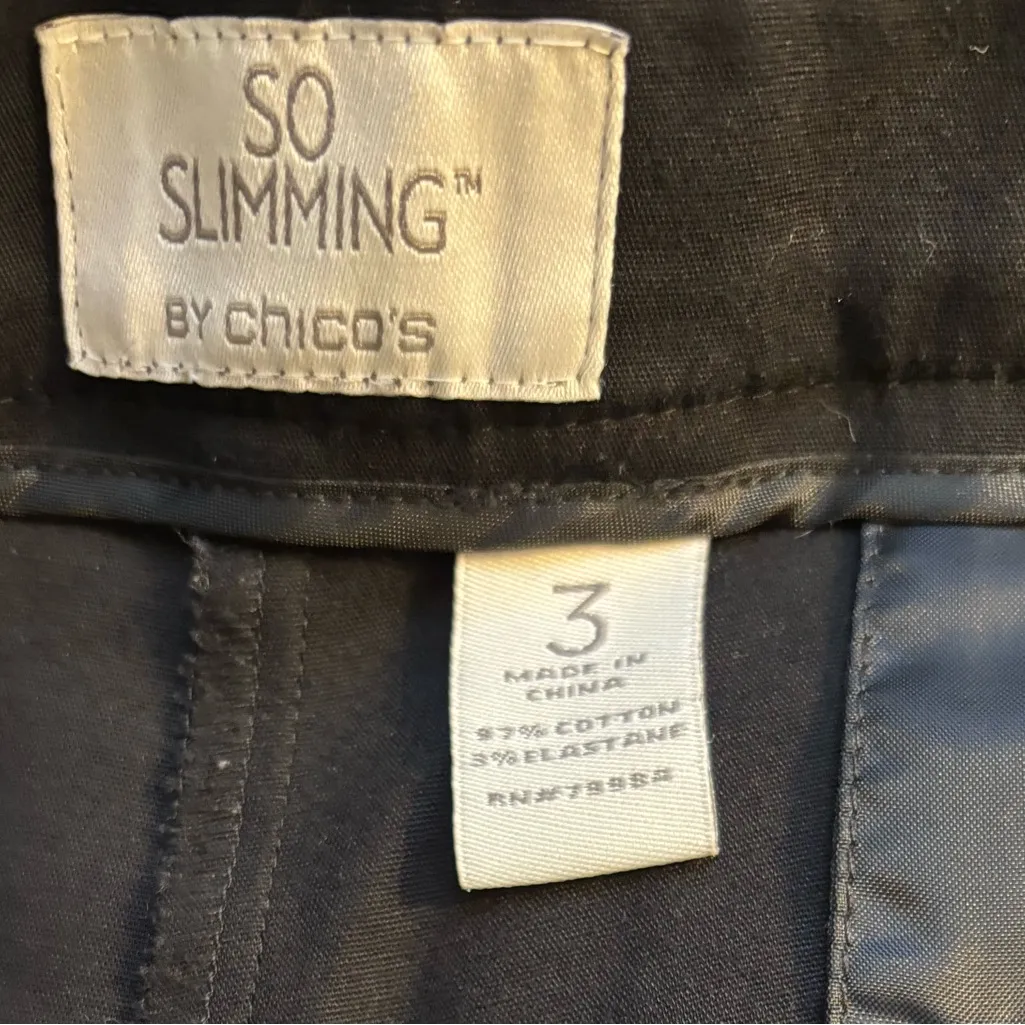 SO
SLIMMING™
BY chico's
3
MADE IN
CHINA
97% COTTON
3% ELASTANE